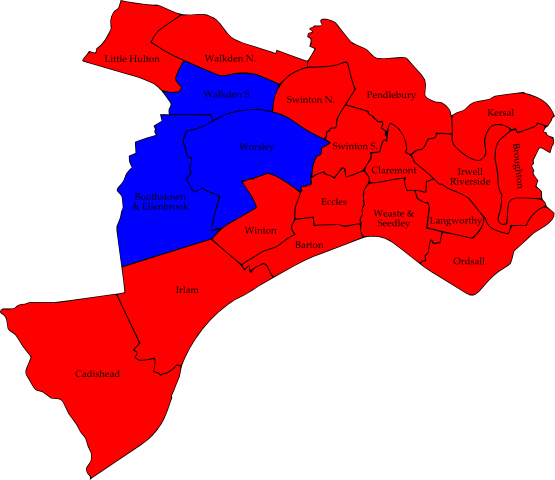 Little Hulton
Walkden N.
Walkden S.
Swinton N.
Pendlebury
Kersal
Worsley
Swinton S.
Claremont
Irwell
Riverside
Broughton
Boothstown
& Ellenbrook
Eccles
Weaste &
Seedley
Langworthy
Winton
Barton
Ordsall
Irlam
Cadishead